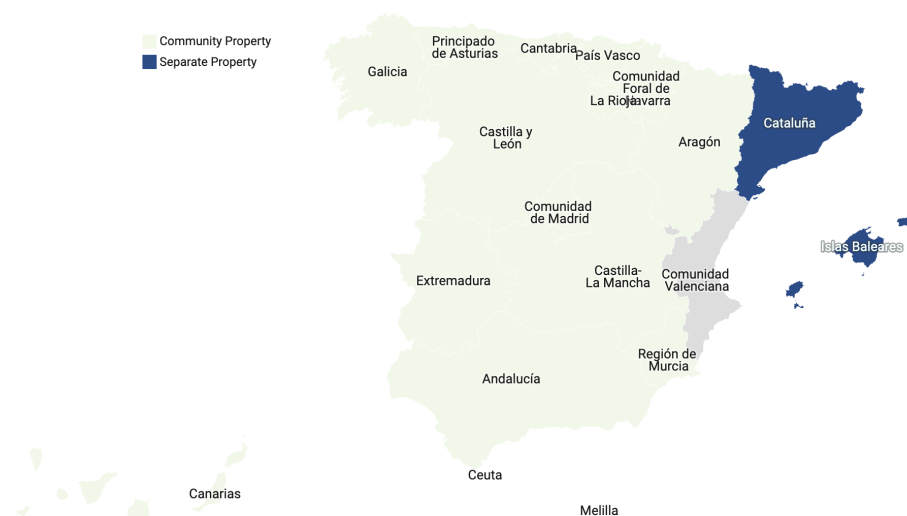 Community Property
Separate Property
Principado
de Asturias
Cantabria
País Vasco
Galicia
Comunidad
Foral de
Navarra
La Rioja
Castilla y
León
Aragón
Cataluña
Comunidad
de Madrid
Islas Baleares
Extremadura
Castilla-
La Mancha
Comunidad
Valenciana
Región de
Murcia
Andalucía
Ceuta
Canarias
Melilla